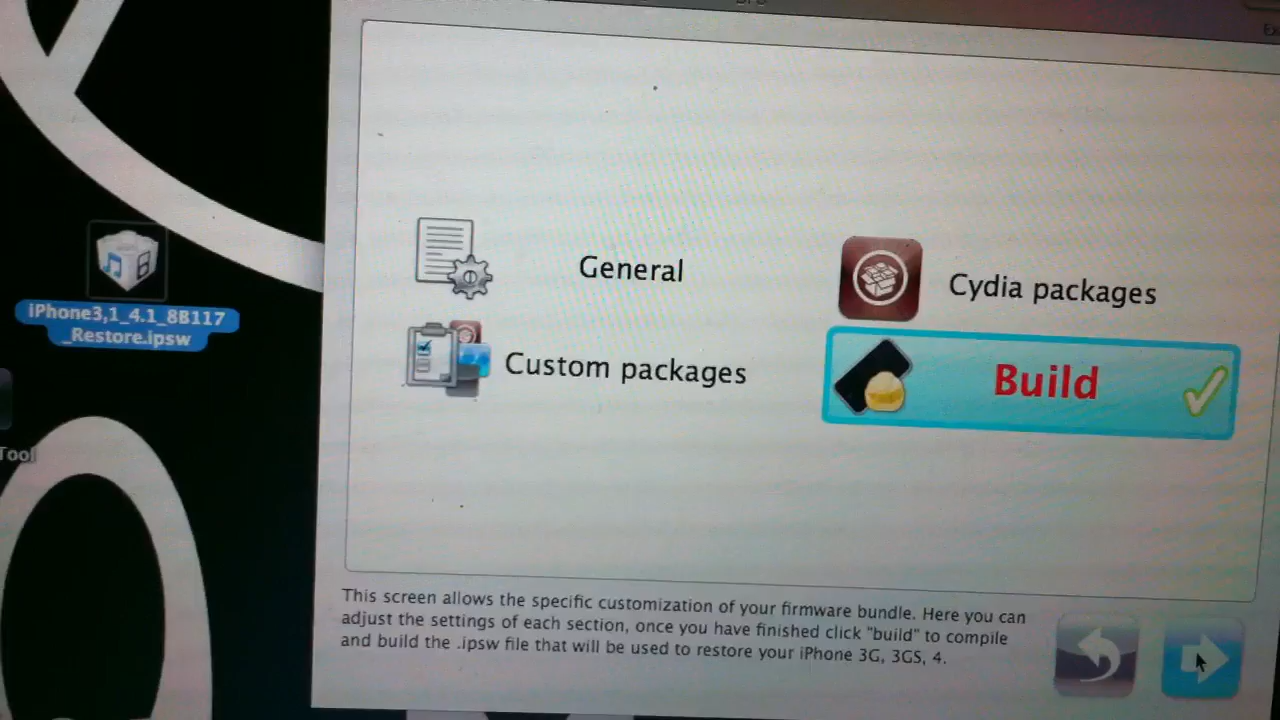 General
Cydia packages
iPhone3,1_4.1_8B117
_Restore.ipsw
Custom packages
Build
Tool
This screen allows the specific customization of your firmware bundle. Here you can
adjust the settings of each section, once you have finished click "build" to compile
and build the .ipsw file that will be used to restore your iPhone 3G, 3GS, 4.